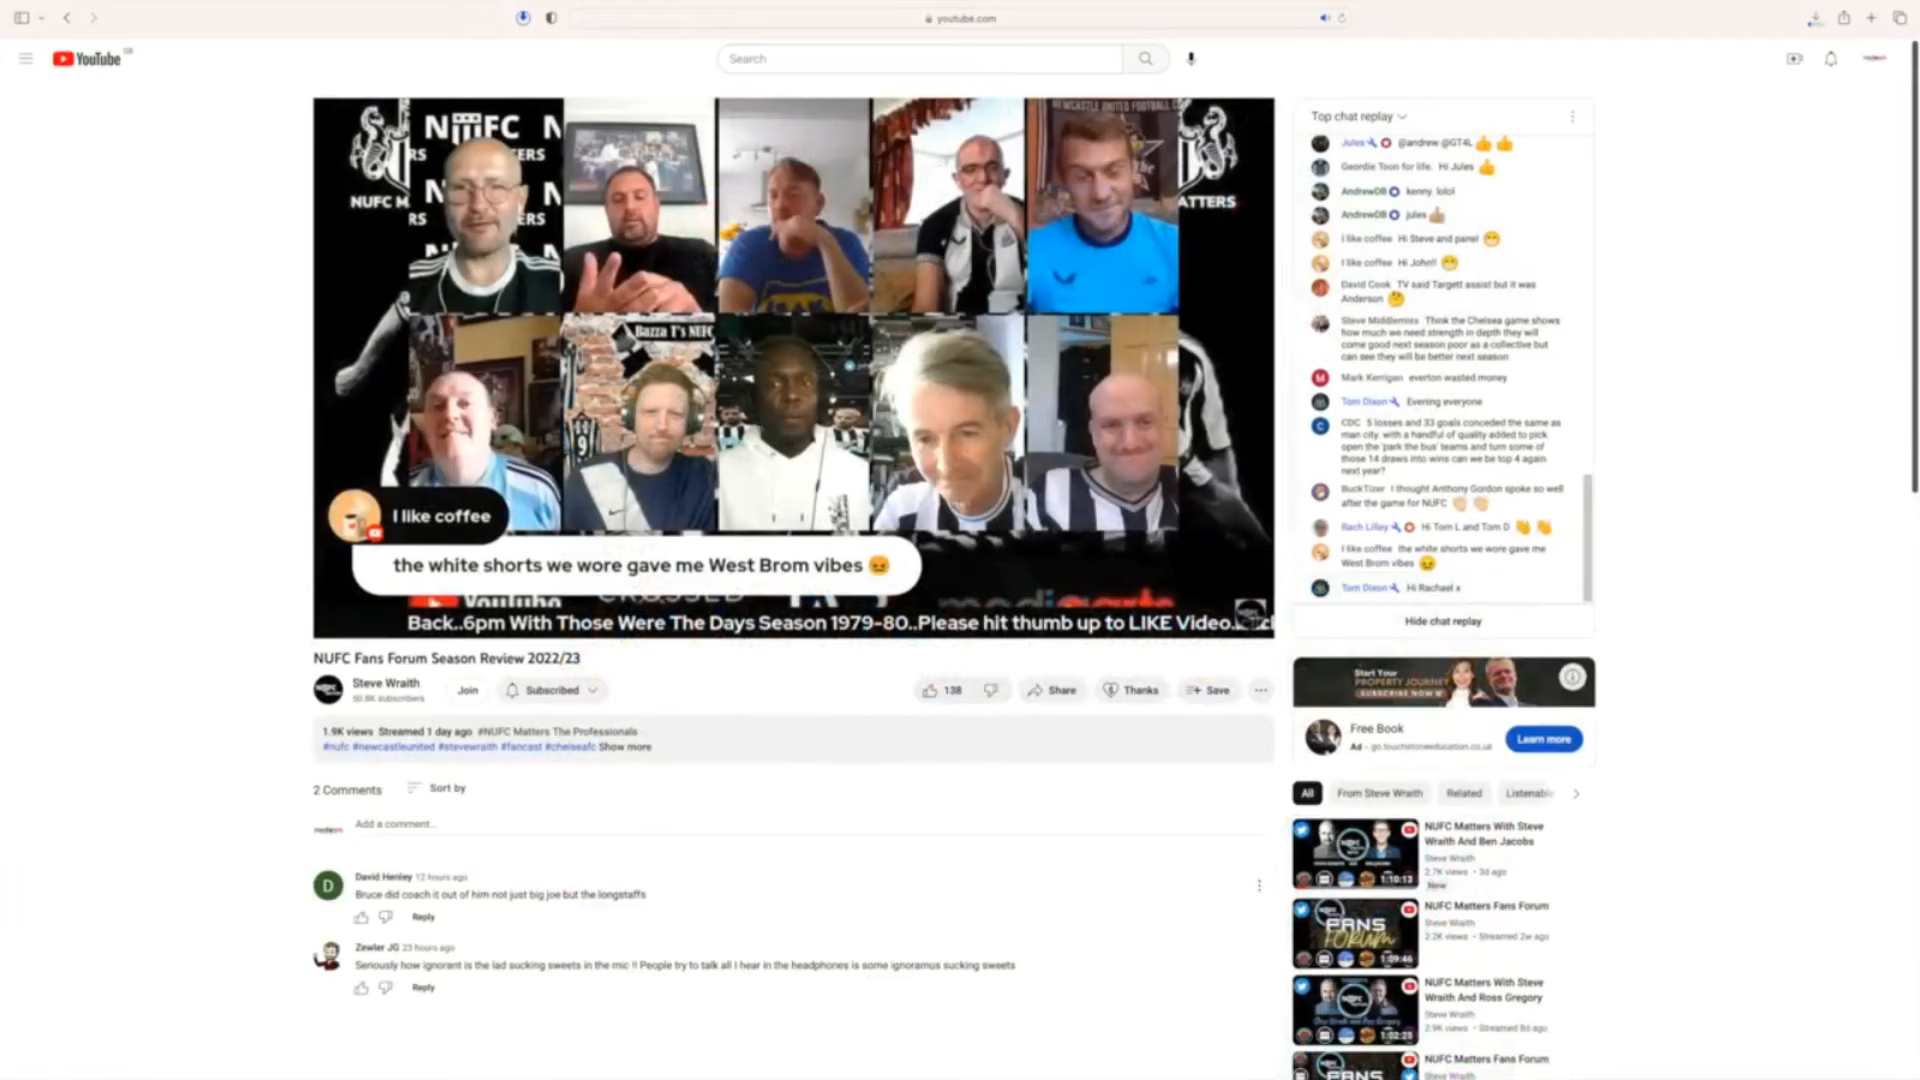 youtube.com
YouTube GB
Search
NUFC N
RS ERS
NUFC M
RS ERS
NEWCASTLE UNITED FOOTBALL C
ATTERS
Bazza T's NUFC
9
I like coffee
the white shorts we wore gave me West Brom vibes
YouTube
CROSSED
Back..6pm With Those Were The Days Season 1979-80..Please hit thumb up to LIKE Video.
Top chat replay
Jules @andrew @GT4L
Geordie Toon for life. Hi Jules
AndrewDB kenny lolol
AndrewDB jules
I like coffee Hi Steve and panel
I like coffee Hi John!!
David Cook TV said Targett assist but it was
Anderson
Steve Middlemiss Think the Chelsea game shows
how much we need strength in depth they will
come good next season poor as a collective but
can see they will be better next season
M Mark Kerrigan everton wasted money
Tom Dixon Evening everyone
C CDC 5 losses and 33 goals conceded the same as
man city. with a handful of quality added to pick
open the 'park the bus' teams and turn some of
those 14 draws into wins can we be top 4 again
next year?
BuckTizer I thought Anthony Gordon spoke so well
after the game for NUFC
Rach Lilley Hi Tom L and Tom D
I like coffee the white shorts we wore gave me
West Brom vibes
Tom Dixon Hi Rachael x
Hide chat replay
NUFC Fans Forum Season Review 2022/23
Steve Wraith
50.8K subscribers
Join
Subscribed
138
Share
Thanks
Save
1.9K views Streamed 1 day ago #NUFC Matters The Professionals
#nufc #newcastleunited #stevewraith #fancast #chelseafc Show more
2 Comments
Sort by
Add a comment...
D
David Henley 12 hours ago
Bruce did coach it out of him not just big joe but the longstaffs
Reply
Zewler JG 23 hours ago
Seriously how ignorant is the lad sucking sweets in the mic !! People try to talk all I hear in the headphones is some ignoramus sucking sweets
Reply
Start Your
PROPERTY JOURNEY
SUBSCRIBE NOW
Free Book
Ad · go.touchstoneeducation.co.uk
Learn more
All
From Steve Wraith
Related
Listenable
NUFC Matters With Steve
Wraith And Ben Jacobs
Steve Wraith
2.7K views • 3d ago
New
1:10:13
NUFC Matters Fans Forum
Steve Wraith
2.2K views • Streamed 2w ago
FANS
FORUM
1:09:46
NUFC Matters With Steve
Wraith And Ross Gregory
Steve Wraith
2.9K views • Streamed 8d ago
1:02:25
NUFC Matters Fans Forum
Steve Wraith
FANS